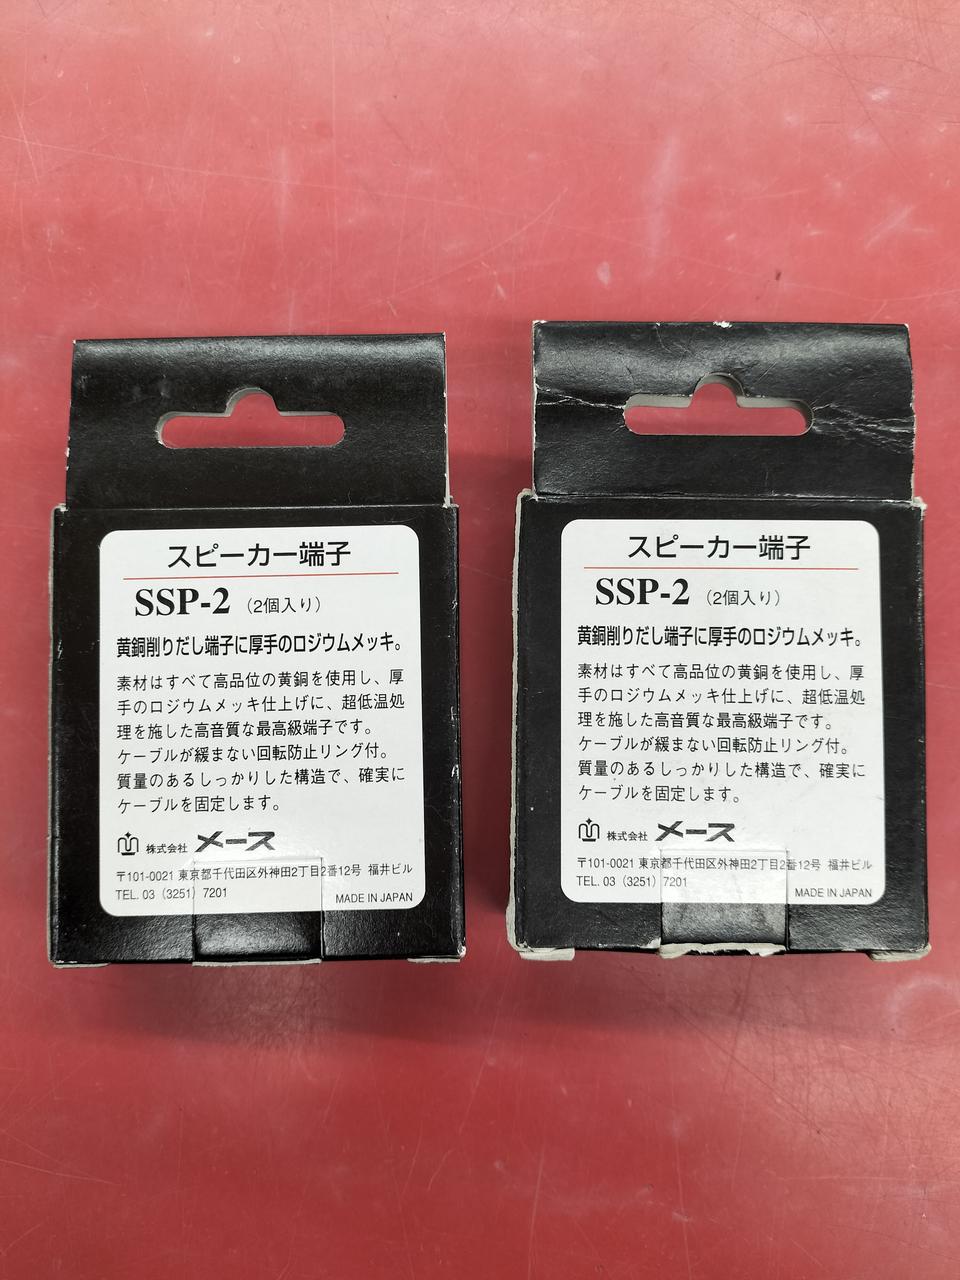 スピーカー端子
SSP-2（2個入り）
黄銅削りだし端子に厚手のロジウムメッキ。
素材はすべて高品位の黄銅を使用し、厚
手のロジウムメッキ仕上げに、超低温処
理を施した高音質な最高級端子です。
ケーブルが緩まない回転防止リング付。
質量のあるしっかりした構造で、確実に
ケーブルを固定します。
株式会社 メース
〒101-0021 東京都千代田区外神田2丁目2番12号 福井ビル
TEL. 03（3251）7201
MADE IN JAPAN
スピーカー端子
SSP-2（2個入り）
黄銅削りだし端子に厚手のロジウムメッキ。
素材はすべて高品位の黄銅を使用し、厚
手のロジウムメッキ仕上げに、超低温処
理を施した高音質な最高級端子です。
ケーブルが緩まない回転防止リング付。
質量のあるしっかりした構造で、確実に
ケーブルを固定します。
株式会社 メース
〒101-0021 東京都千代田区外神田2丁目2番12号 福井ビル
TEL. 03（3251）7201
MADE IN JAPAN